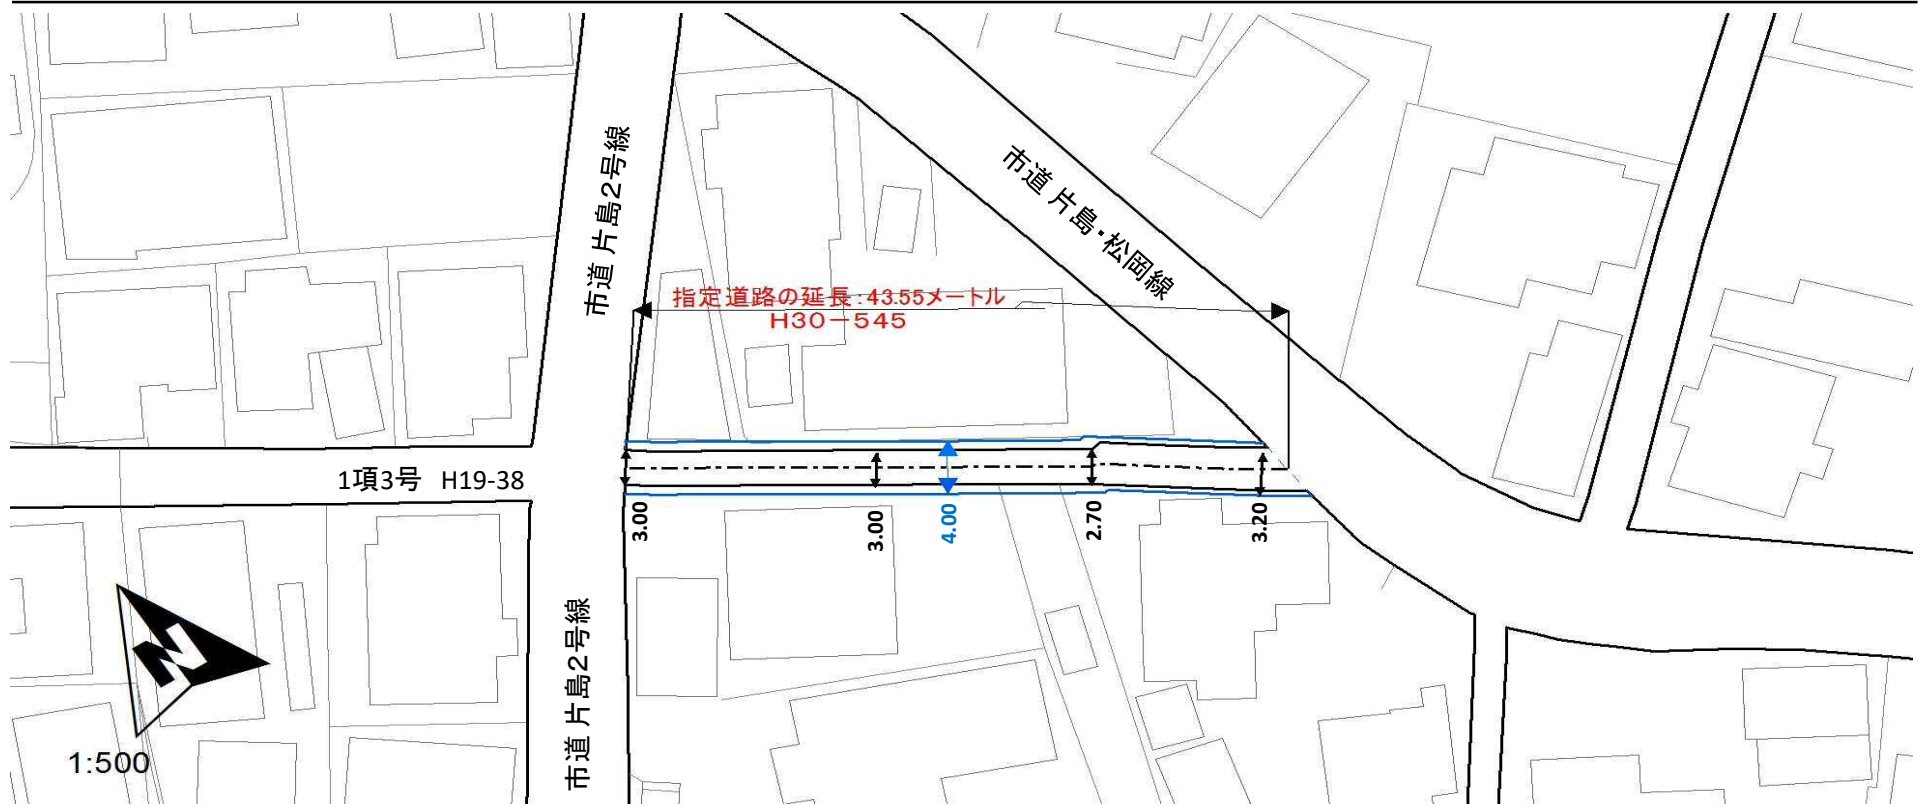 市道 片島2号線
市道 片島・松岡線
指定道路の延長:43.55メートル
H30-545
1項3号 H19-38
3.00
3.00
4.00
2.70
3.20
市道 片島2号線
N
1:500